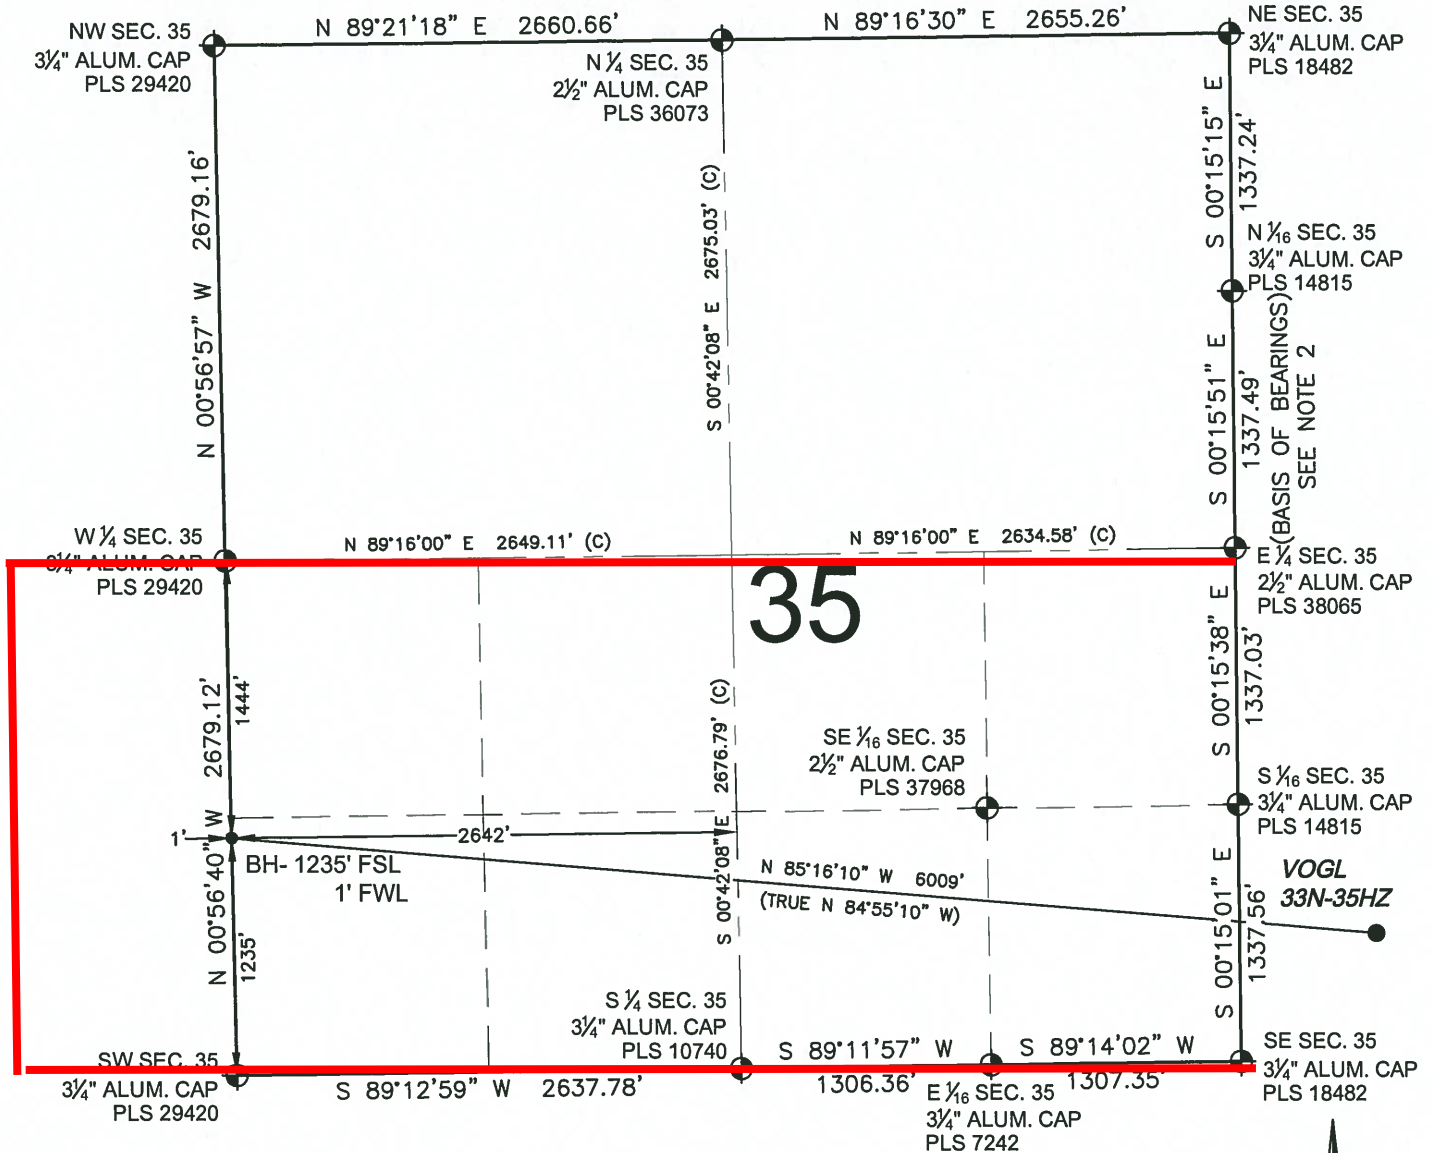 NW SEC. 35
3¼" ALUM. CAP
PLS 29420
N 89°21'18" E 2660.66'
N ¼ SEC. 35
2½" ALUM. CAP
PLS 36073
N 89°16'30" E 2655.26'
NE SEC. 35
3¼" ALUM. CAP
PLS 18482
N 00°56'57" W 2679.16'
S 00°42'08" E 2675.03' (C)
S 00°15'15" E
1337.24'
N 1/16 SEC. 35
3¼" ALUM. CAP
PLS 14815
S 00°15'51" E
1337.49'
(BASIS OF BEARINGS)
SEE NOTE 2
W ¼ SEC. 35
3¼" ALUM. CAP
PLS 29420
N 89°16'00" E 2649.11' (C)
N 89°16'00" E 2634.58' (C)
E ¼ SEC. 35
2½" ALUM. CAP
PLS 38065
35
N 00°56'40" W 2679.12'
1444'
S 00°42'08" E 2676.79' (C)
S 00°15'38" E
1337.03'
SE 1/16 SEC. 35
2½" ALUM. CAP
PLS 37968
S 1/16 SEC. 35
3¼" ALUM. CAP
PLS 14815
1'
2642'
BH- 1235' FSL
1' FWL
1235'
N 85°16'10" W 6009'
(TRUE N 84°55'10" W)
VOGL
33N-35HZ
S 00°15'01" E
1337.56'
S ¼ SEC. 35
3¼" ALUM. CAP
PLS 10740
SW SEC. 35
3¼" ALUM. CAP
PLS 29420
S 89°12'59" W 2637.78'
S 89°11'57" W
1306.36'
S 89°14'02" W
1307.35'
E 1/16 SEC. 35
3¼" ALUM. CAP
PLS 7242
SE SEC. 35
3¼" ALUM. CAP
PLS 18482